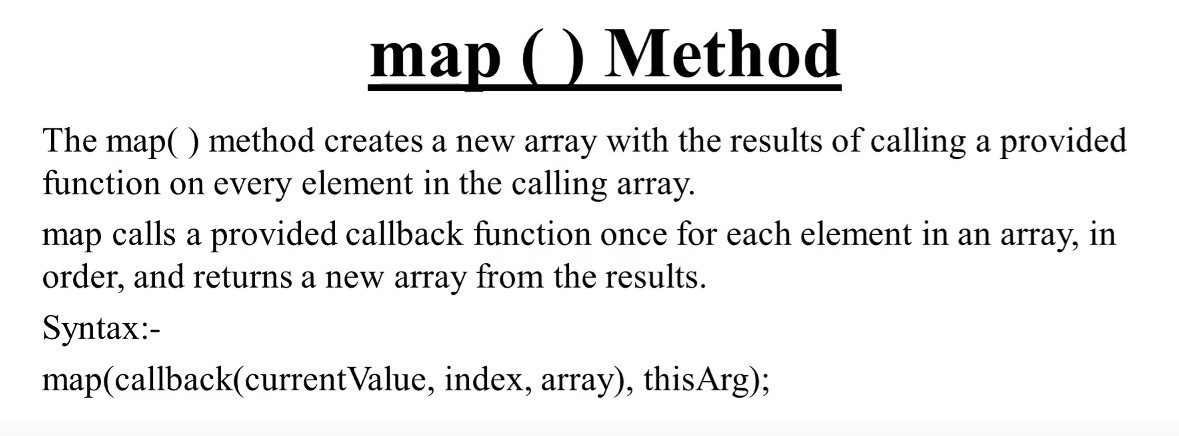 map ( ) Method
The map( ) method creates a new array with the results of calling a provided
function on every element in the calling array.
map calls a provided callback function once for each element in an array, in
order, and returns a new array from the results.
Syntax:-
map(callback(currentValue, index, array), thisArg);